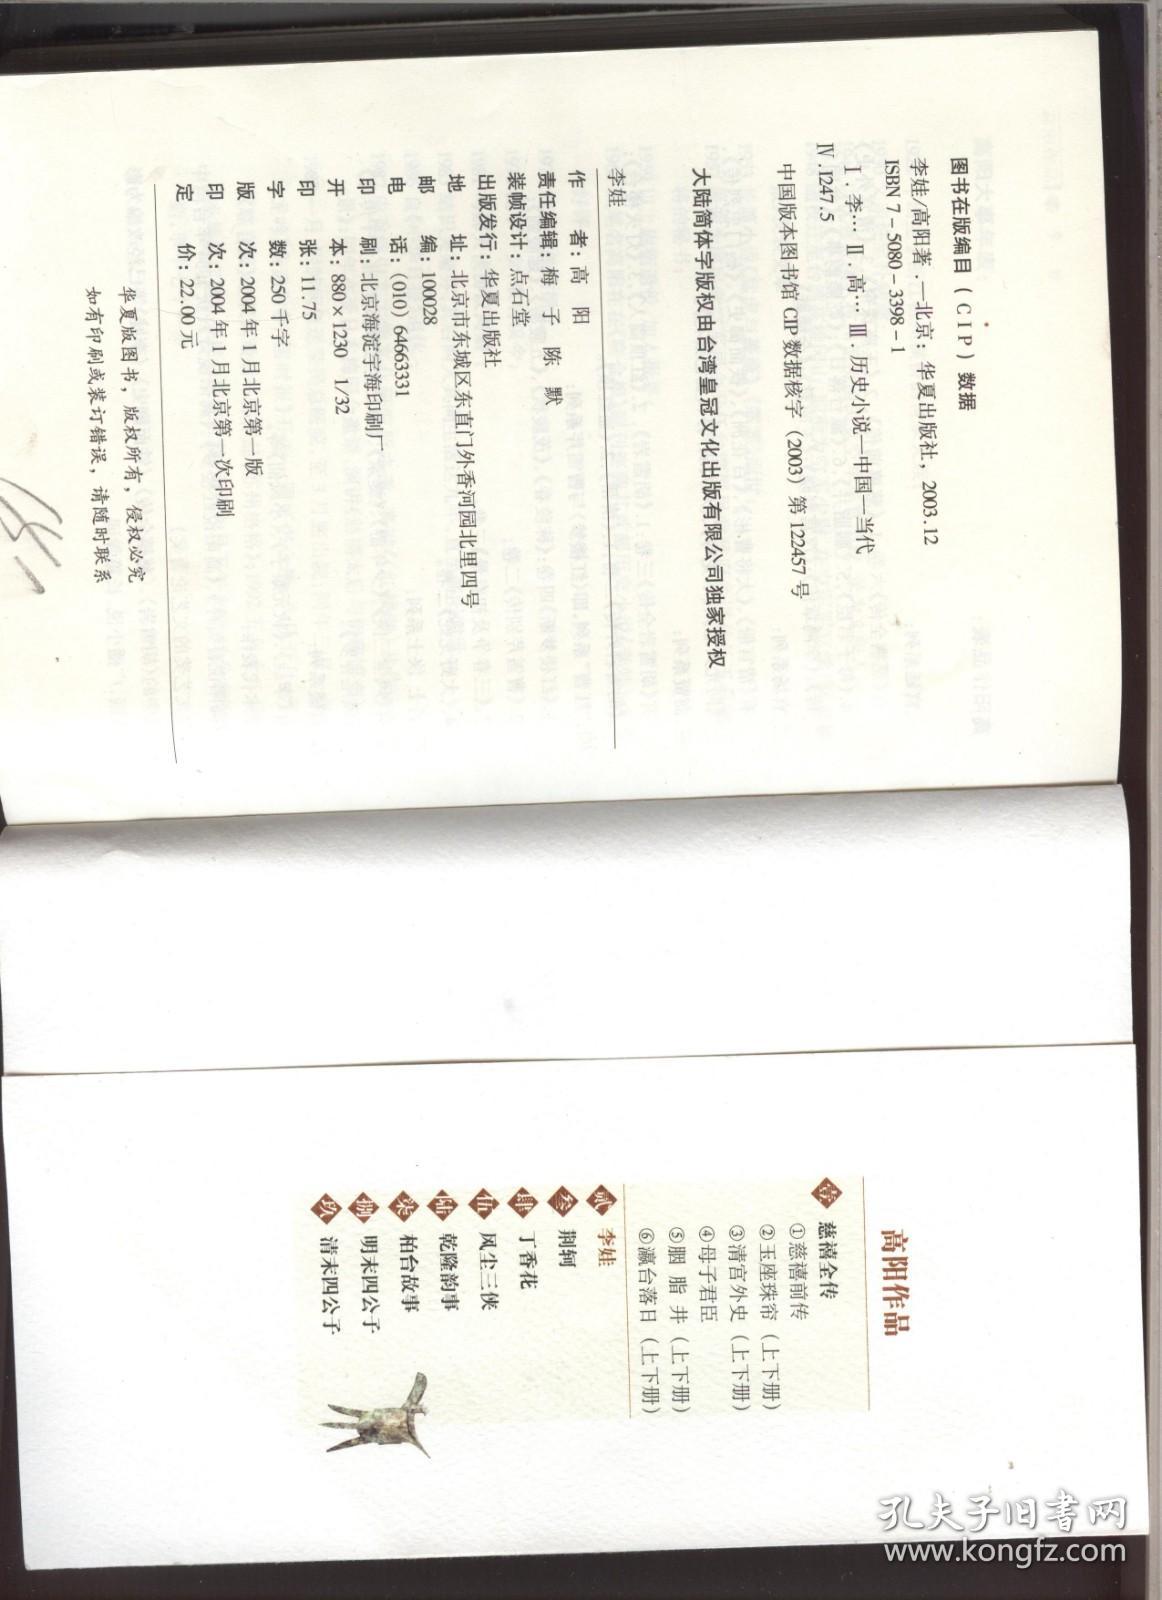 图书在版编目（CIP）数据
李娃/高阳著.—北京：华夏出版社，2003.12
ISBN 7-5080-3398-1
Ⅰ.李… Ⅱ.高… Ⅲ.历史小说—中国—当代
Ⅳ.I247.5
中国版本图书馆CIP数据核字（2003）第122457号
大陆简体字版权由台湾皇冠文化出版有限公司独家授权
李娃
作 者：高 阳
责任编辑：梅 子 陈 默
装帧设计：点石堂
出版发行：华夏出版社
地 址：北京市东城区东直门外香河园北里四号
邮 编：100028
电 话：（010）64663331
印 刷：北京海淀宇海印刷厂
开 本：880×1230 1/32
印 张：11.75
字 数：250千字
版 次：2004年1月北京第一版
印 次：2004年1月北京第一次印刷
定 价：22.00元
华夏版图书，版权所有，侵权必究
如有印刷或装订错误，请随时联系
高阳作品
壹 慈禧全传
①慈禧前传
②玉座珠帘（上下册）
③清宫外史（上下册）
④母子君臣
⑤胭脂井（上下册）
⑥瀛台落日（上下册）
贰 李娃
叁 荆轲
肆 丁香花
伍 风尘三侠
陆 乾隆韵事
柒 柏台故事
捌 明末四公子
玖 清末四公子
孔夫子旧书网
www.kongfz.com